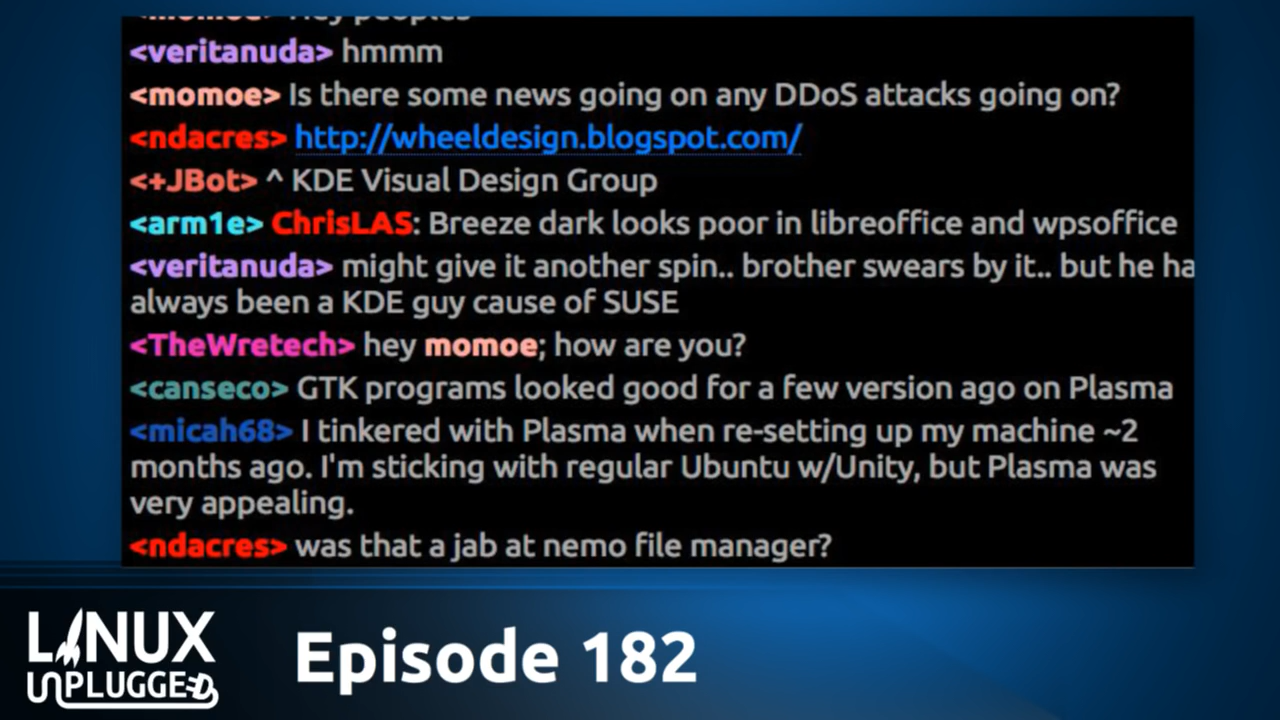 <momoe> Hey peoples
<veritanuda> hmmm
<momoe> Is there some news going on any DDoS attacks going on?
<ndacres> http://wheeldesign.blogspot.com/
<+JBot> ^ KDE Visual Design Group
<arm1e> ChrisLAS: Breeze dark looks poor in libreoffice and wpsoffice
<veritanuda> might give it another spin.. brother swears by it.. but he ha
always been a KDE guy cause of SUSE
<TheWretech> hey momoe; how are you?
<canseco> GTK programs looked good for a few version ago on Plasma
<micah68> I tinkered with Plasma when re-setting up my machine ~2
months ago. I'm sticking with regular Ubuntu w/Unity, but Plasma was
very appealing.
<ndacres> was that a jab at nemo file manager?
LINUX
UNPLUGGED
Episode 182